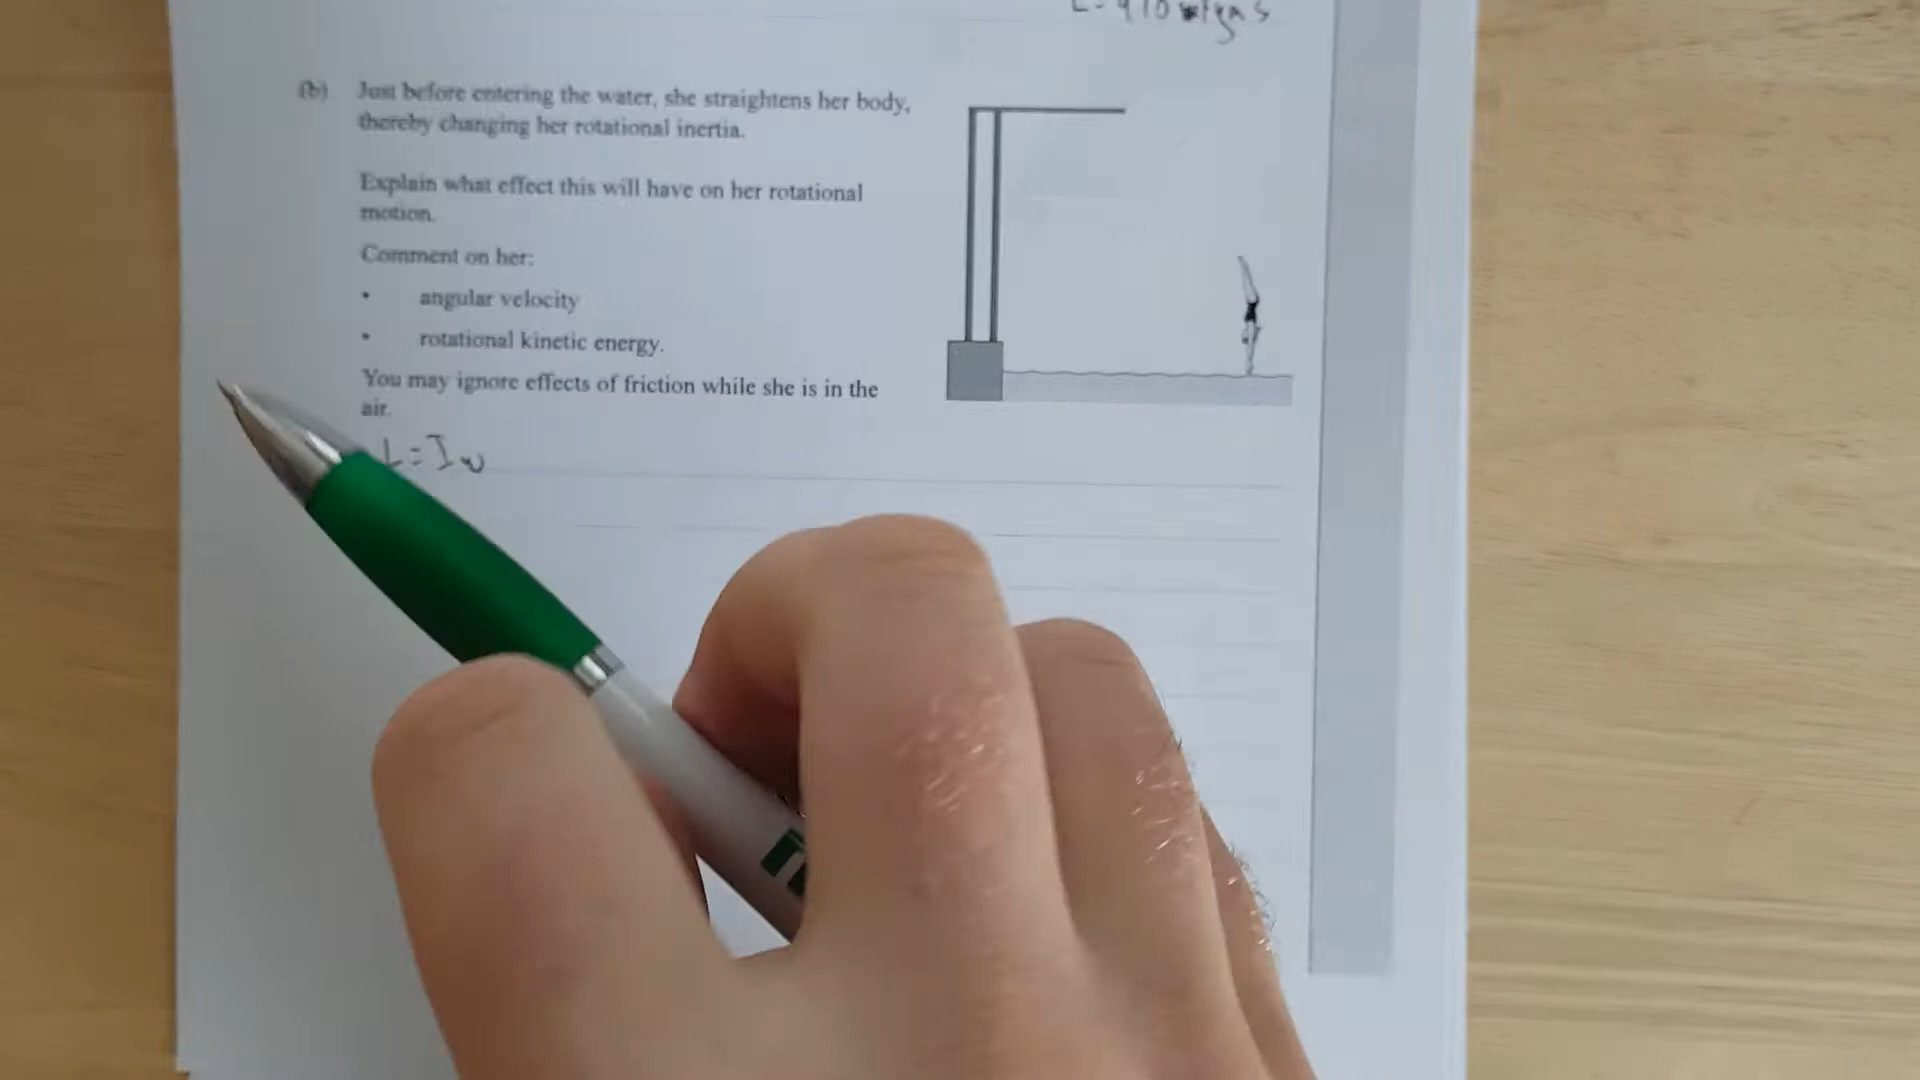 (b) Just before entering the water, she straightens her body,
thereby changing her rotational inertia.
Explain what effect this will have on her rotational
motion.
Comment on her:
• angular velocity
• rotational kinetic energy.
You may ignore effects of friction while she is in the
air.
L = Iω